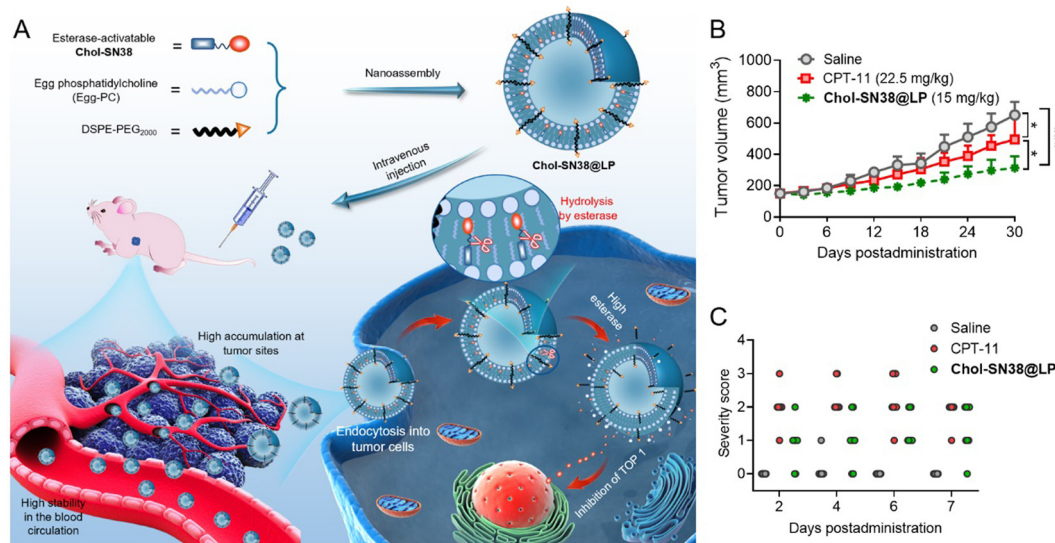 A
Esterase-activatable
Chol-SN38
=
Egg phosphatidylcholine
(Egg-PC)
=
DSPE-PEG2000
=
Nanoassembly
Chol-SN38@LP
Intravenous
injection
Hydrolysis
by esterase
High
esterase
High accumulation at
tumor sites
Endocytosis into
tumor cells
Inhibition of TOP 1
High stability
in the blood
circulation
B
Saline
CPT-11 (22.5 mg/kg)
Chol-SN38@LP (15 mg/kg)
Tumor volume (mm3)
1000
800
600
400
200
0
*
*
0 6 12 18 24 30
Days postadministration
C
Saline
CPT-11
Chol-SN38@LP
Severity score
4
3
2
1
0
2 4 6 7
Days postadministration